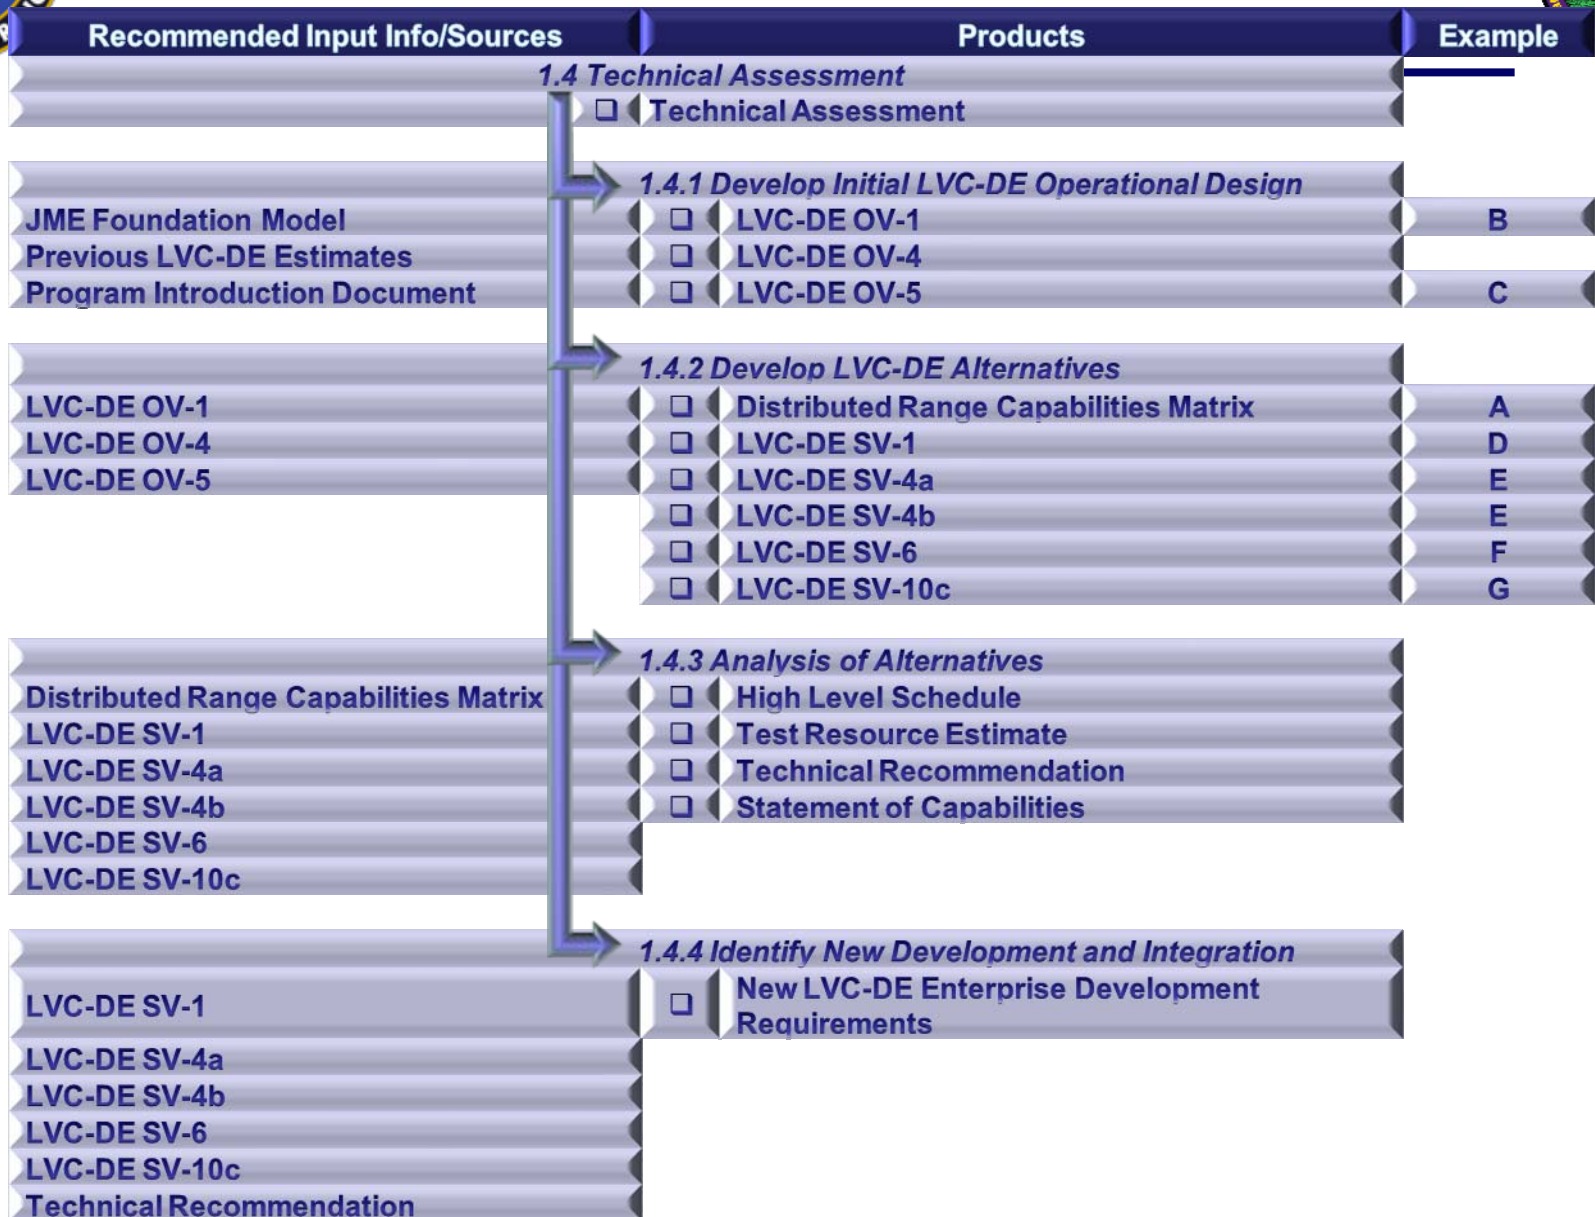 Recommended Input Info/Sources Products Example
1.4 Technical Assessment
❑ Technical Assessment
1.4.1 Develop Initial LVC-DE Operational Design
JME Foundation Model ❑ LVC-DE OV-1 B
Previous LVC-DE Estimates ❑ LVC-DE OV-4
Program Introduction Document ❑ LVC-DE OV-5 C
1.4.2 Develop LVC-DE Alternatives
LVC-DE OV-1 ❑ Distributed Range Capabilities Matrix A
LVC-DE OV-4 ❑ LVC-DE SV-1 D
LVC-DE OV-5 ❑ LVC-DE SV-4a E
❑ LVC-DE SV-4b E
❑ LVC-DE SV-6 F
❑ LVC-DE SV-10c G
1.4.3 Analysis of Alternatives
Distributed Range Capabilities Matrix ❑ High Level Schedule
LVC-DE SV-1 ❑ Test Resource Estimate
LVC-DE SV-4a ❑ Technical Recommendation
LVC-DE SV-4b ❑ Statement of Capabilities
LVC-DE SV-6
LVC-DE SV-10c
1.4.4 Identify New Development and Integration
LVC-DE SV-1 ❑ New LVC-DE Enterprise Development
Requirements
LVC-DE SV-4a
LVC-DE SV-4b
LVC-DE SV-6
LVC-DE SV-10c
Technical Recommendation